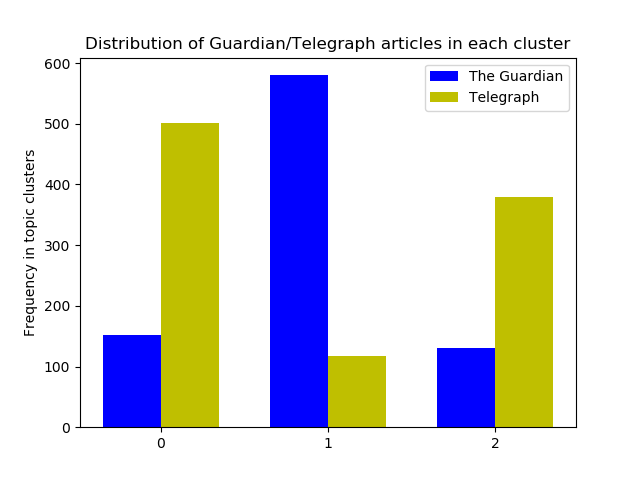 Distribution of Guardian/Telegraph articles in each cluster
The Guardian
Telegraph
Frequency in topic clusters
600
500
400
300
200
100
0
0 1 2